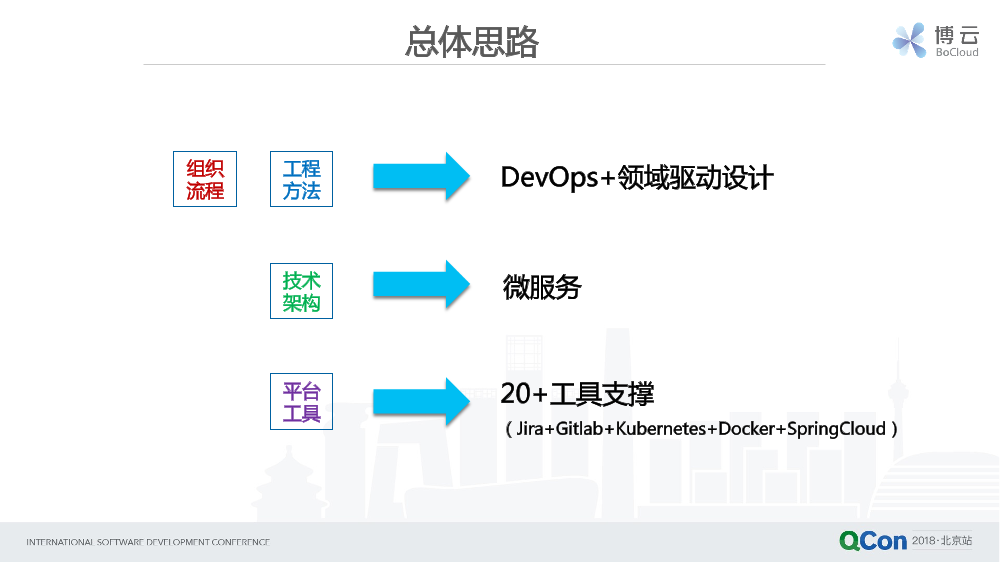 总体思路
博云
BoCloud
组织
流程
工程
方法
DevOps+领域驱动设计
技术
架构
微服务
平台
工具
20+工具支撑
（Jira+Gitlab+Kubernetes+Docker+SpringCloud）
INTERNATIONAL SOFTWARE DEVELOPMENT CONFERENCE
QCon 2018·北京站